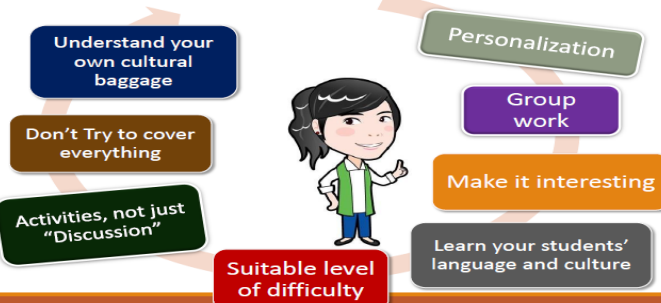 Personalization
Group
work
Make it interesting
Learn your students’
language and culture
Suitable level
of difficulty
Activities, not just
“Discussion”
Don’t Try to cover
everything
Understand your
own cultural
baggage